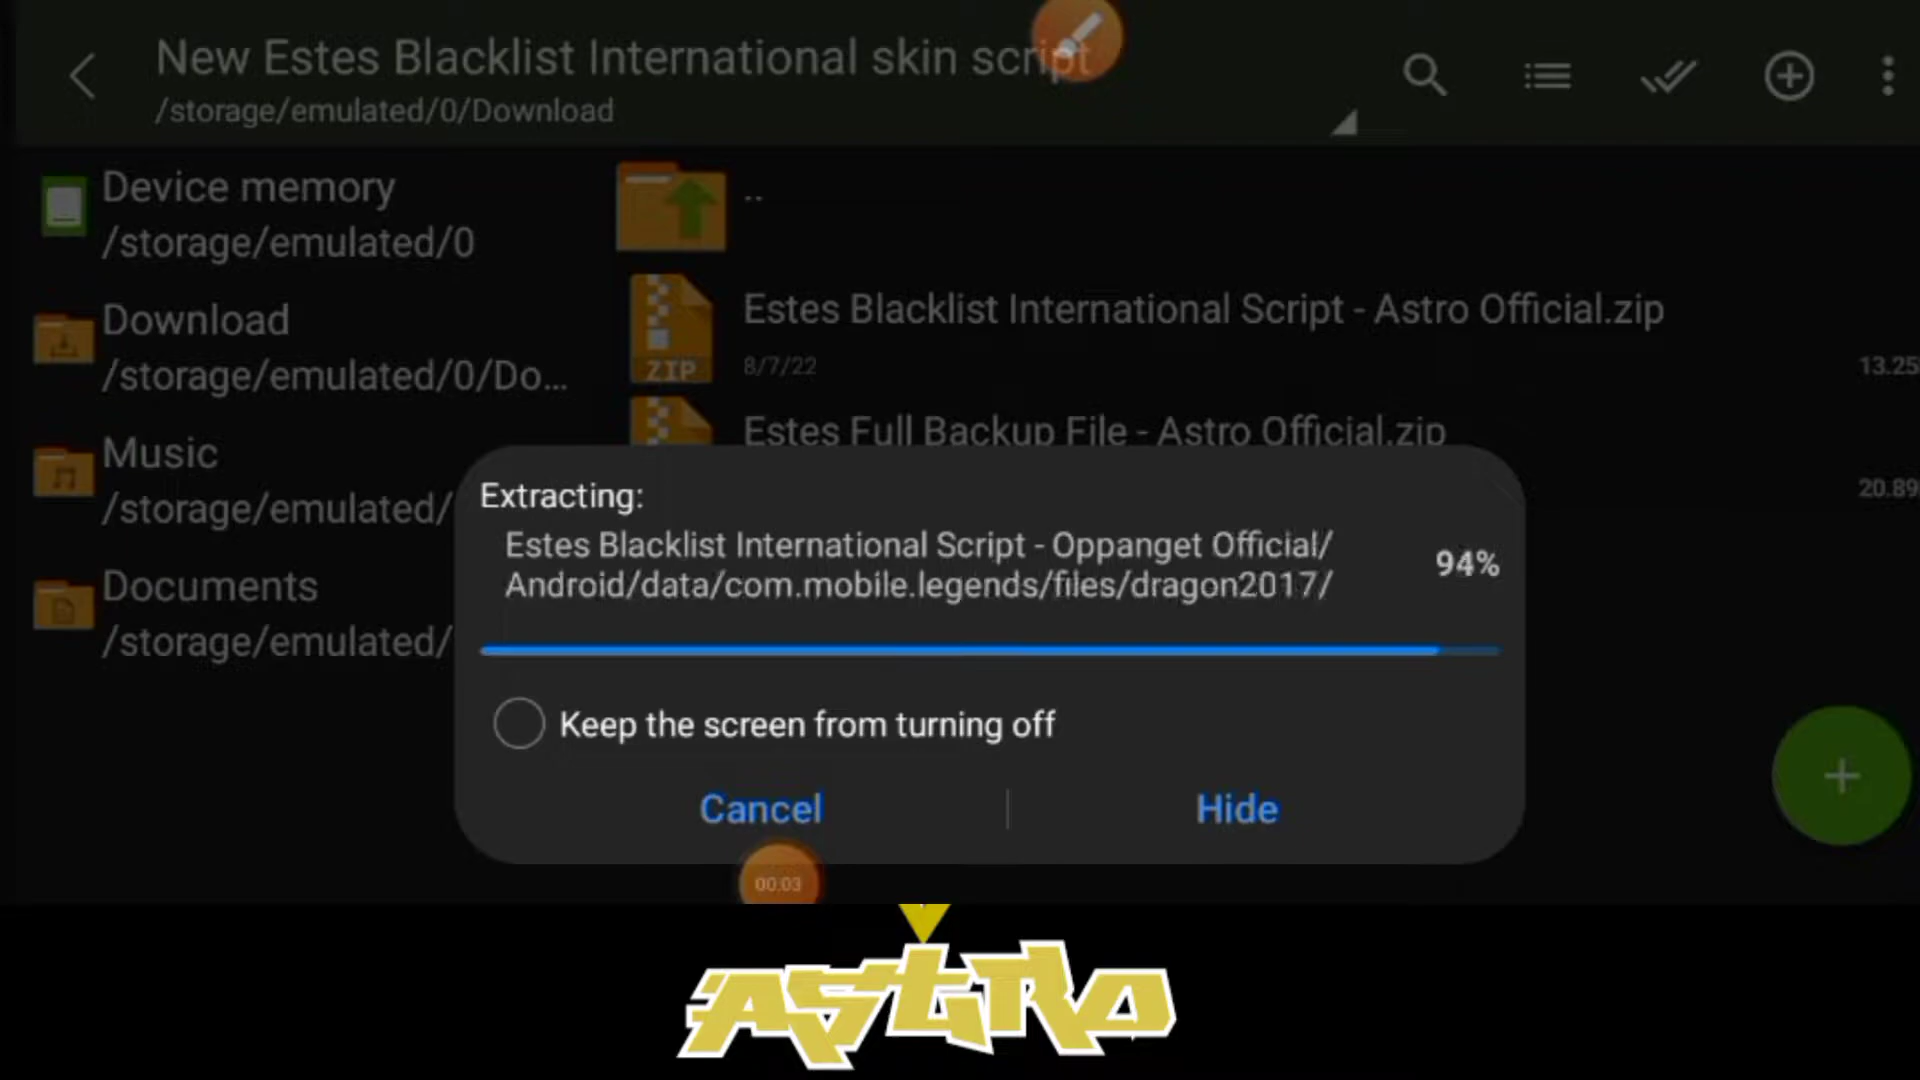 New Estes Blacklist International skin script
/storage/emulated/0/Download
Device memory
/storage/emulated/0
Download
/storage/emulated/0/Do...
Music
/storage/emulated/
Documents
/storage/emulated/
..
Estes Blacklist International Script - Astro Official.zip
ZIP
8/7/22
13.25
Estes Full Backup File - Astro Official.zip
20.89
Extracting:
Estes Blacklist International Script - Oppanget Official/
Android/data/com.mobile.legends/files/dragon2017/
94%
Keep the screen from turning off
Cancel
Hide
00:03
ASTRO